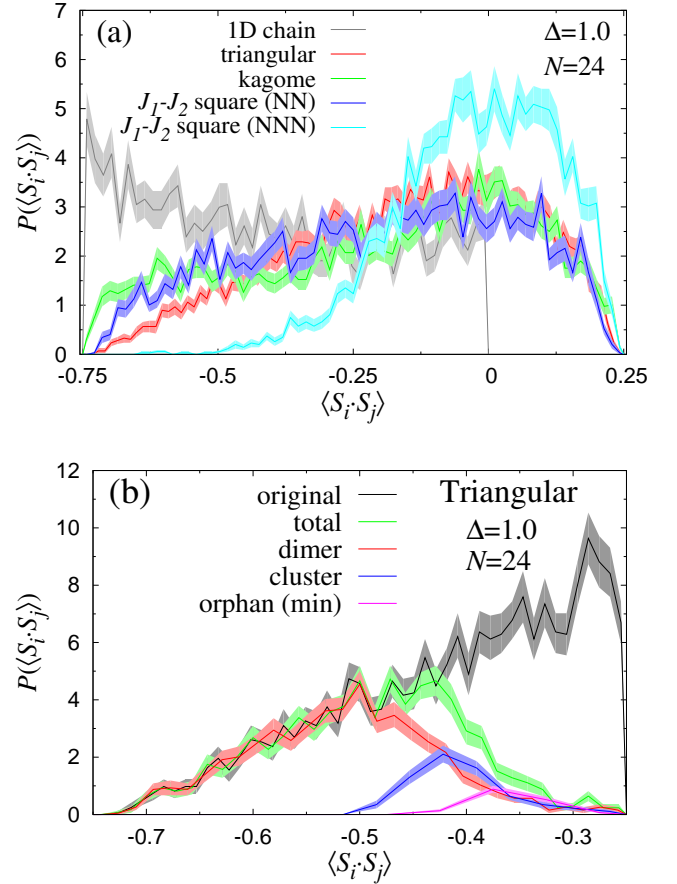 (a)
1D chain
triangular
kagome
J1-J2 square (NN)
J1-J2 square (NNN)
Δ=1.0
N=24
P(⟨Si·Sj⟩)
7
6
5
4
3
2
1
0
-0.75 -0.5 -0.25 0 0.25
⟨Si·Sj⟩
(b)
original
total
dimer
cluster
orphan (min)
Triangular
Δ=1.0
N=24
P(⟨Si·Sj⟩)
12
10
8
6
4
2
0
-0.7 -0.6 -0.5 -0.4 -0.3
⟨Si·Sj⟩